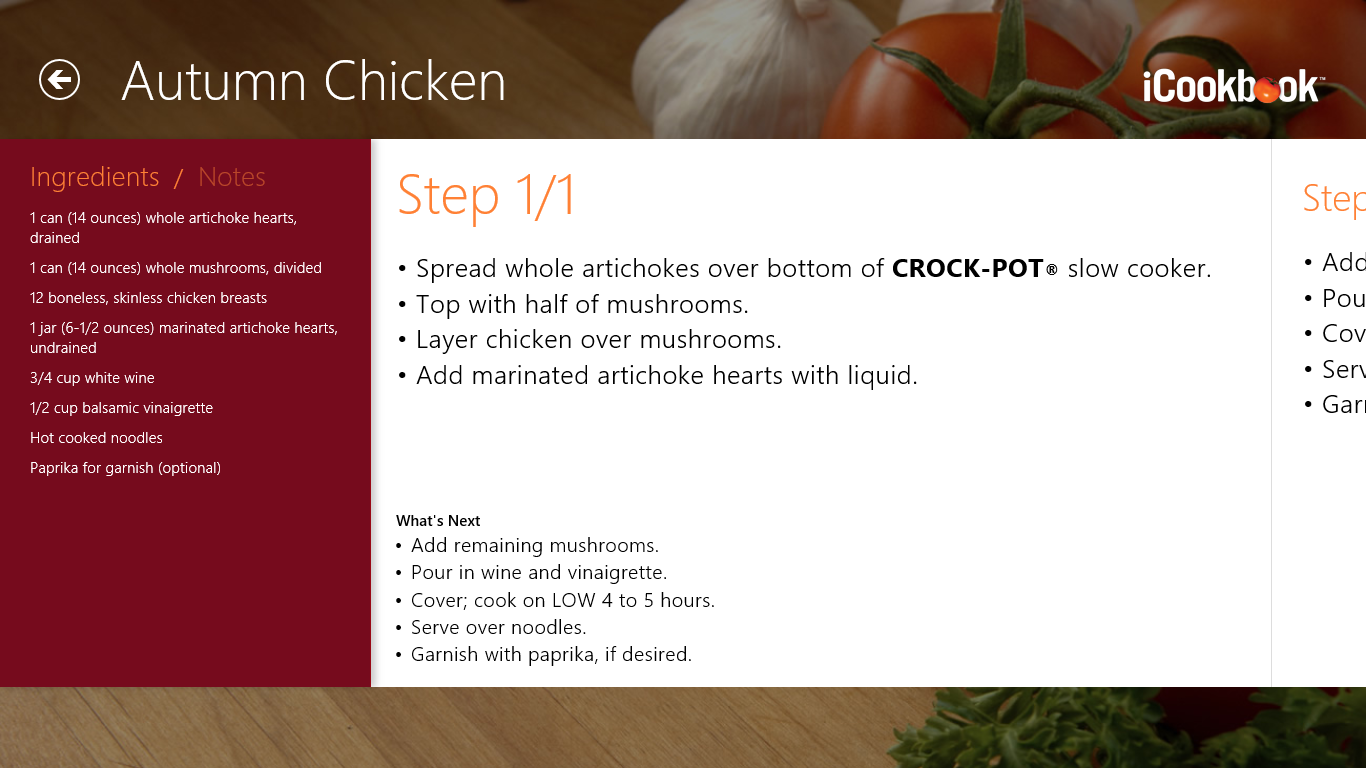 Autumn Chicken
iCookbook™
Ingredients / Notes
1 can (14 ounces) whole artichoke hearts,
drained
1 can (14 ounces) whole mushrooms, divided
12 boneless, skinless chicken breasts
1 jar (6-1/2 ounces) marinated artichoke hearts,
undrained
3/4 cup white wine
1/2 cup balsamic vinaigrette
Hot cooked noodles
Paprika for garnish (optional)
Step 1/1
• Spread whole artichokes over bottom of CROCK-POT® slow cooker.
• Top with half of mushrooms.
• Layer chicken over mushrooms.
• Add marinated artichoke hearts with liquid.
What's Next
• Add remaining mushrooms.
• Pour in wine and vinaigrette.
• Cover; cook on LOW 4 to 5 hours.
• Serve over noodles.
• Garnish with paprika, if desired.
Step
• Add
• Pou
• Cov
• Serv
• Garn